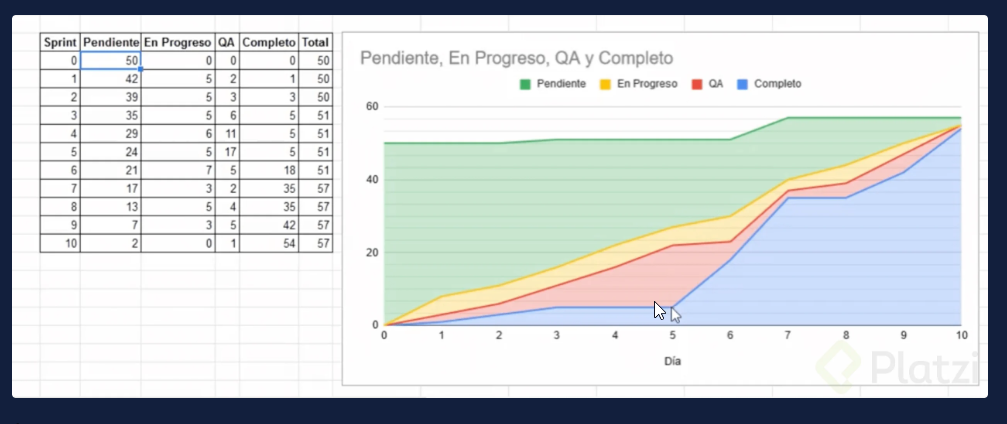 Sprint Pendiente En Progreso QA Completo Total
0 50 0 0 0 50
1 42 5 2 1 50
2 39 5 3 3 50
3 35 5 6 5 51
4 29 6 11 5 51
5 24 5 17 5 51
6 21 7 5 18 51
7 17 3 2 35 57
8 13 5 4 35 57
9 7 3 5 42 57
10 2 0 1 54 57
Pendiente, En Progreso, QA y Completo
Pendiente En Progreso QA Completo
60
40
20
0
0 1 2 3 4 5 6 7 8 9 10
Día
Platzi